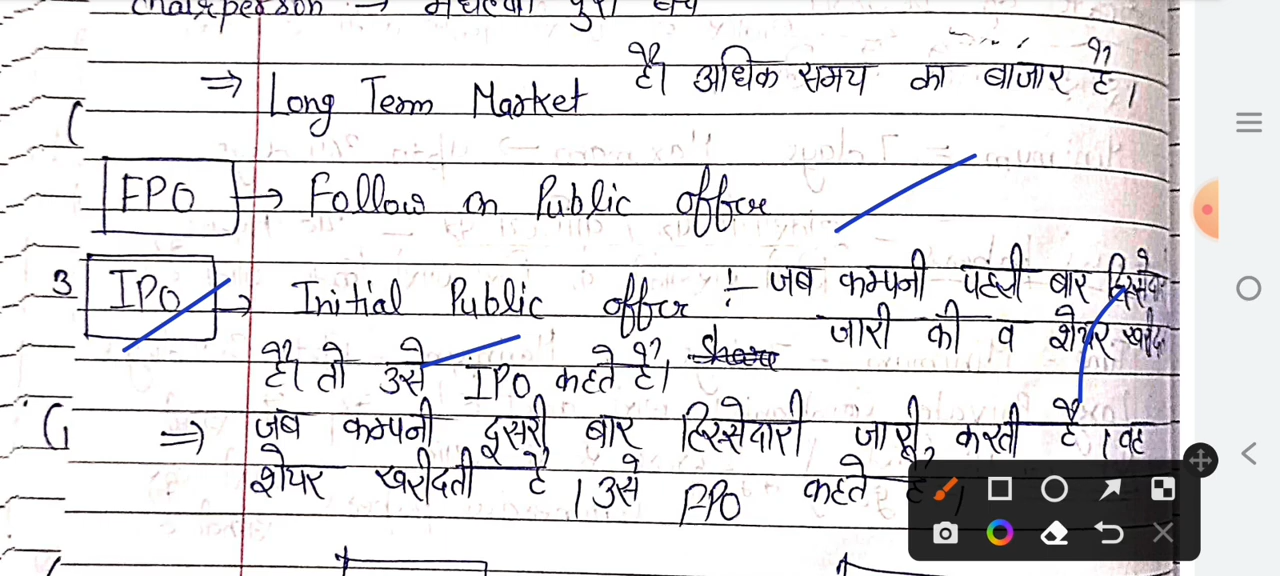 chairperson →
है। अधिक समय का बाजार है।
⇒ Long Term Market
FPO → Follow on Public offer
3 IPO → Initial Public offer :- जब कम्पनी पहली बार
जारी की व शेयर खरीद
है। तो उसे IPO कहते है।
⇒ जब कम्पनी दूसरी बार हिस्सेदारी जारी करती है। वह
शेयर खरीदती है। उसे FPO कहते है।